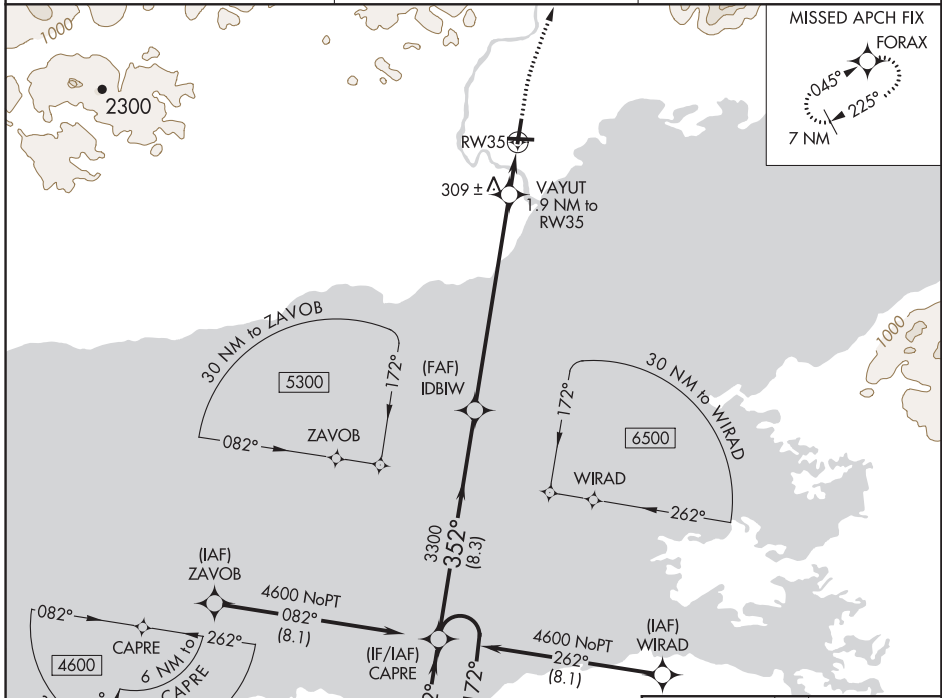 1000
2300
MISSED APCH FIX
FORAX
045°
225°
7 NM
RW35
309 ±
VAYUT
1.9 NM to
RW35
1000
30 NM to ZAVOB
5300
172°
082°
ZAVOB
(FAF)
IDBIW
30 NM to WIRAD
172°
6500
WIRAD
262°
3300
352°
(8.3)
(IAF)
ZAVOB
4600 NoPT
082°
(8.1)
082°
CAPRE
262°
4600
6 NM to
CAPRE
(IF/IAF)
CAPRE
4600 NoPT
262°
(8.1)
(IAF)
WIRAD
172°